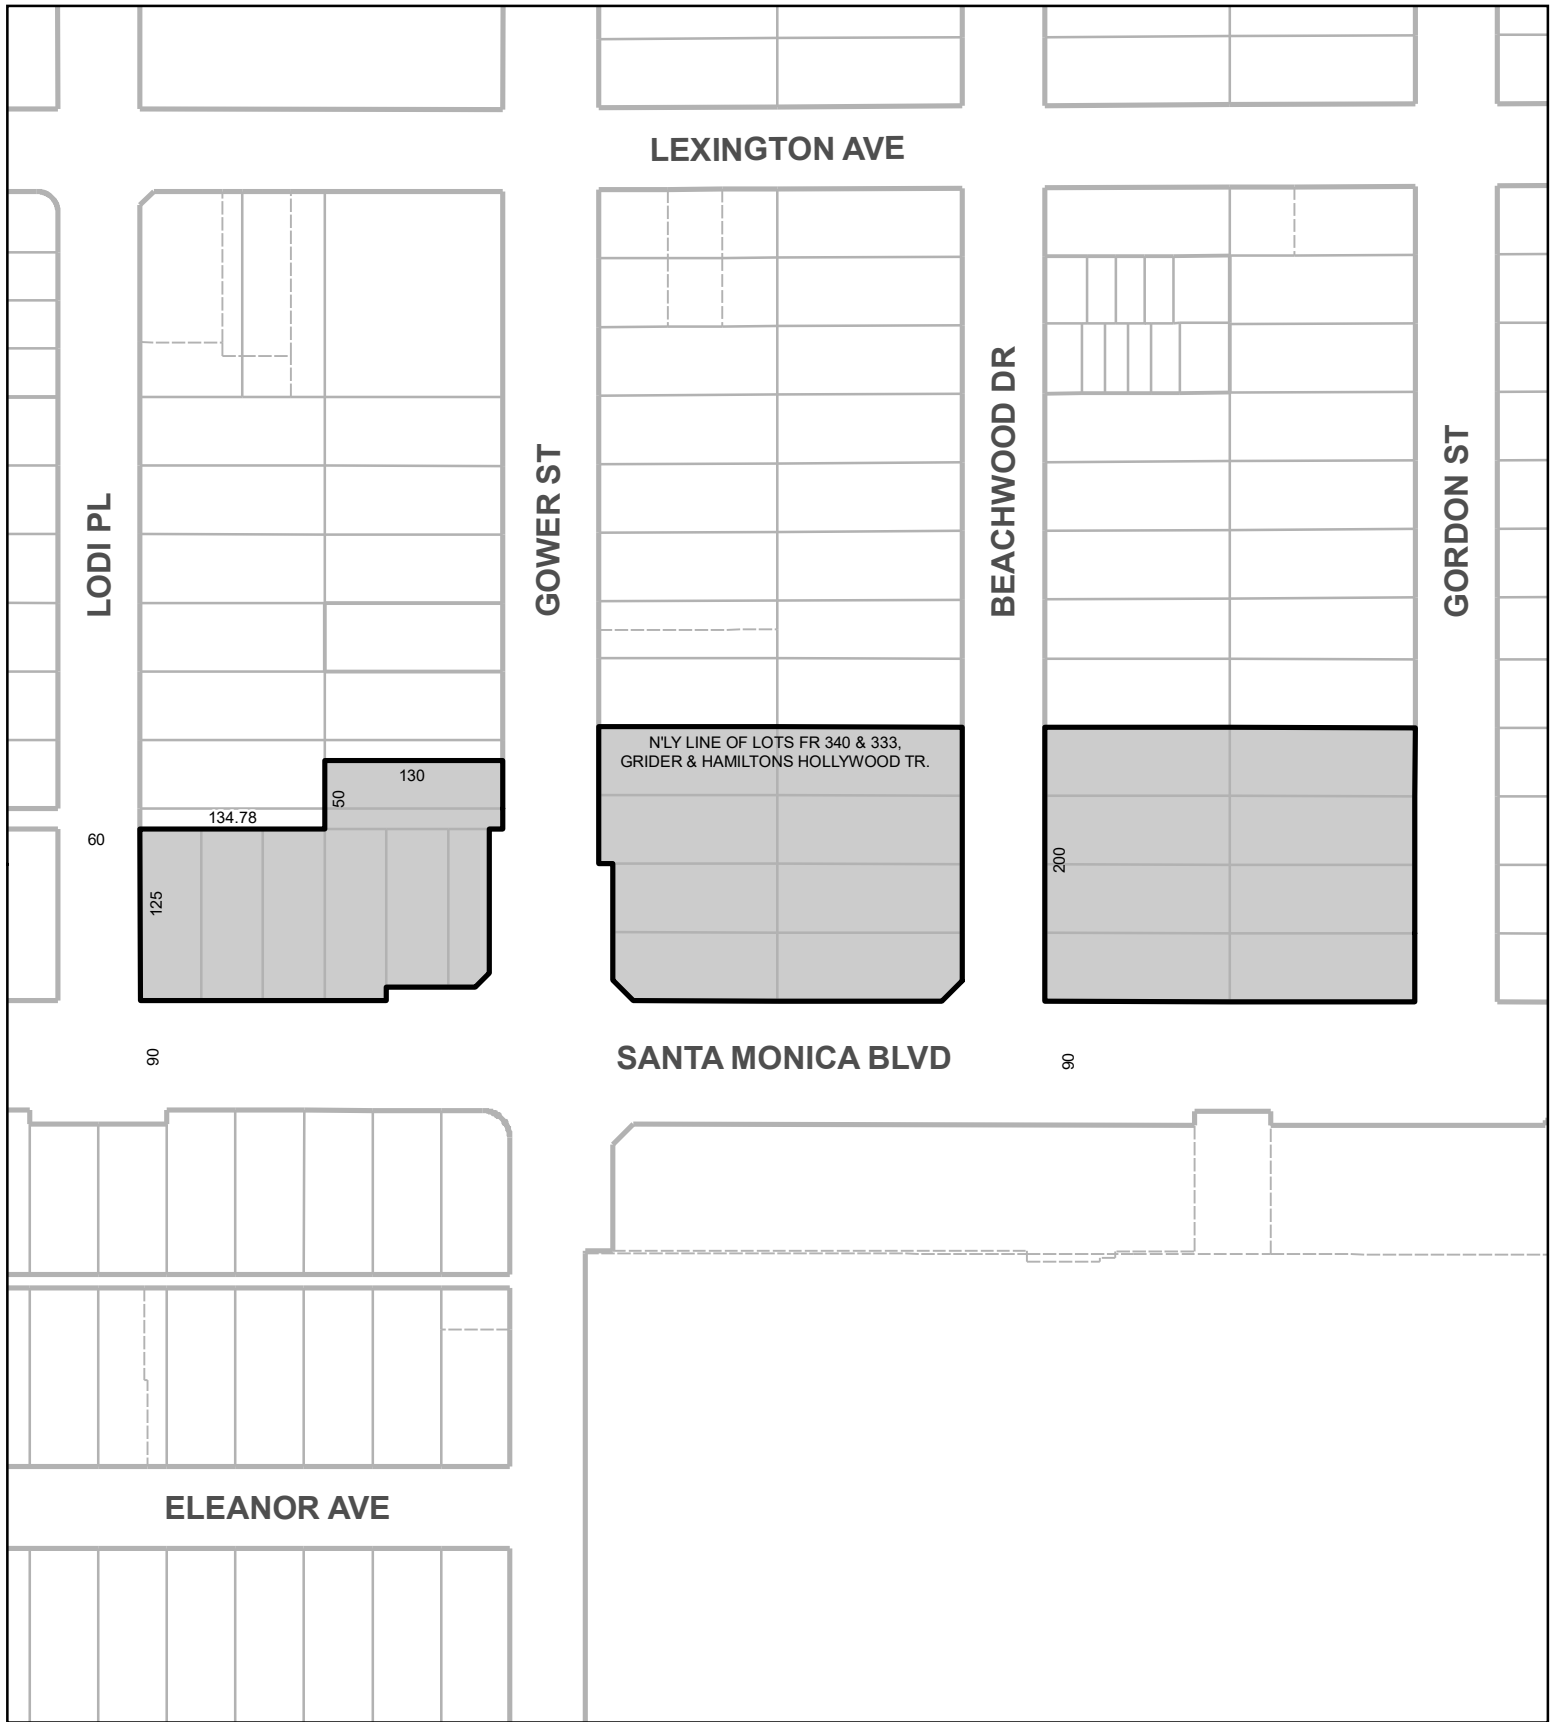 LEXINGTON AVE
LODI PL
GOWER ST
BEACHWOOD DR
GORDON ST
N'LY LINE OF LOTS FR 340 & 333,
GRIDER & HAMILTONS HOLLYWOOD TR.
130
50
134.78
60
125
200
90
SANTA MONICA BLVD
90
ELEANOR AVE